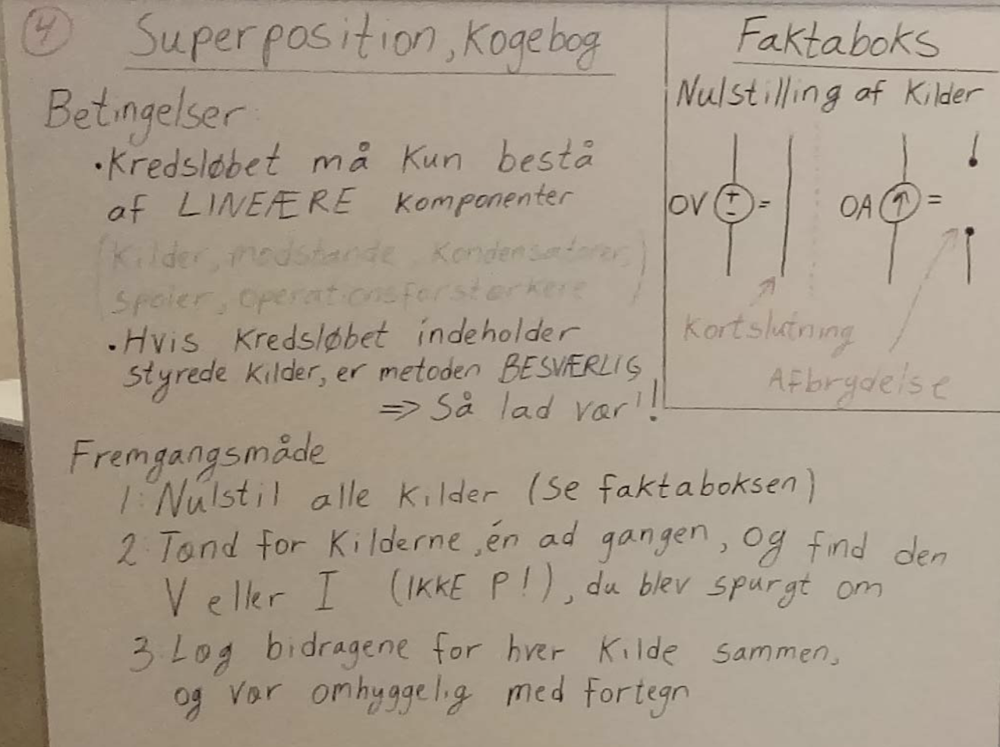 4
Superposition, Kogebog
Betingelser
• Kredsløbet må kun bestå
af LINEÆRE komponenter
(Kilder, modstande, Kondensatorer,
spoler, operationsforstærkere)
• Hvis Kredsløbet indeholder
styrede Kilder, er metoden BESVÆRLIG
=> Så lad vær'!!
Fremgangsmåde
1. Nulstil alle Kilder (Se faktaboksen)
2. Tænd for Kilderne, én ad gangen, og find den
V eller I (IKKE P!), du blev spurgt om
3. Læg bidragene for hver Kilde sammen,
og vær omhyggelig med fortegn
Faktaboks
Nulstilling af Kilder
0V ± =
0A ↑ =
Kortslutning
Afbrydelse